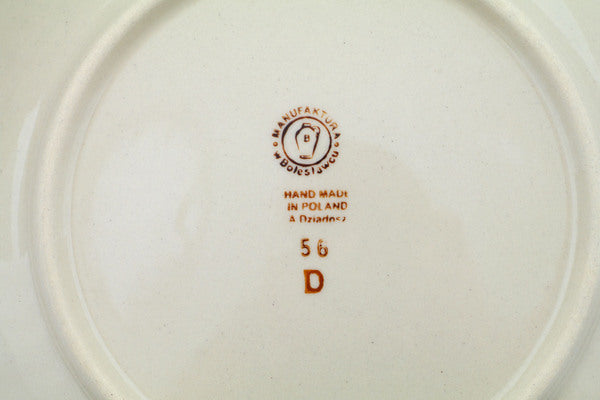 MANUFAKTURA
w Bolesławcu
B
HAND MADE
IN POLAND
A Dziadosz
56
D